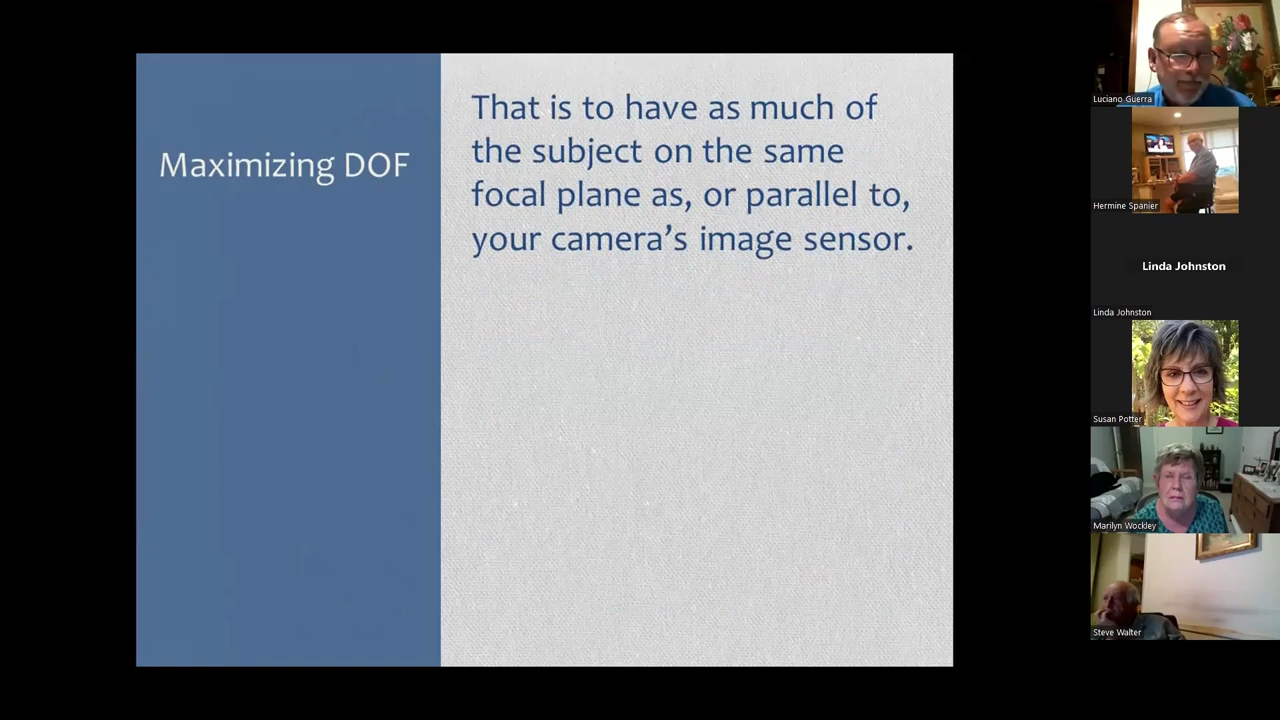 Maximizing DOF
That is to have as much of
the subject on the same
focal plane as, or parallel to,
your camera’s image sensor.
Luciano Guerra
Hermine Spanier
Linda Johnston
Linda Johnston
Susan Potter
Marilyn Wockley
Steve Walter